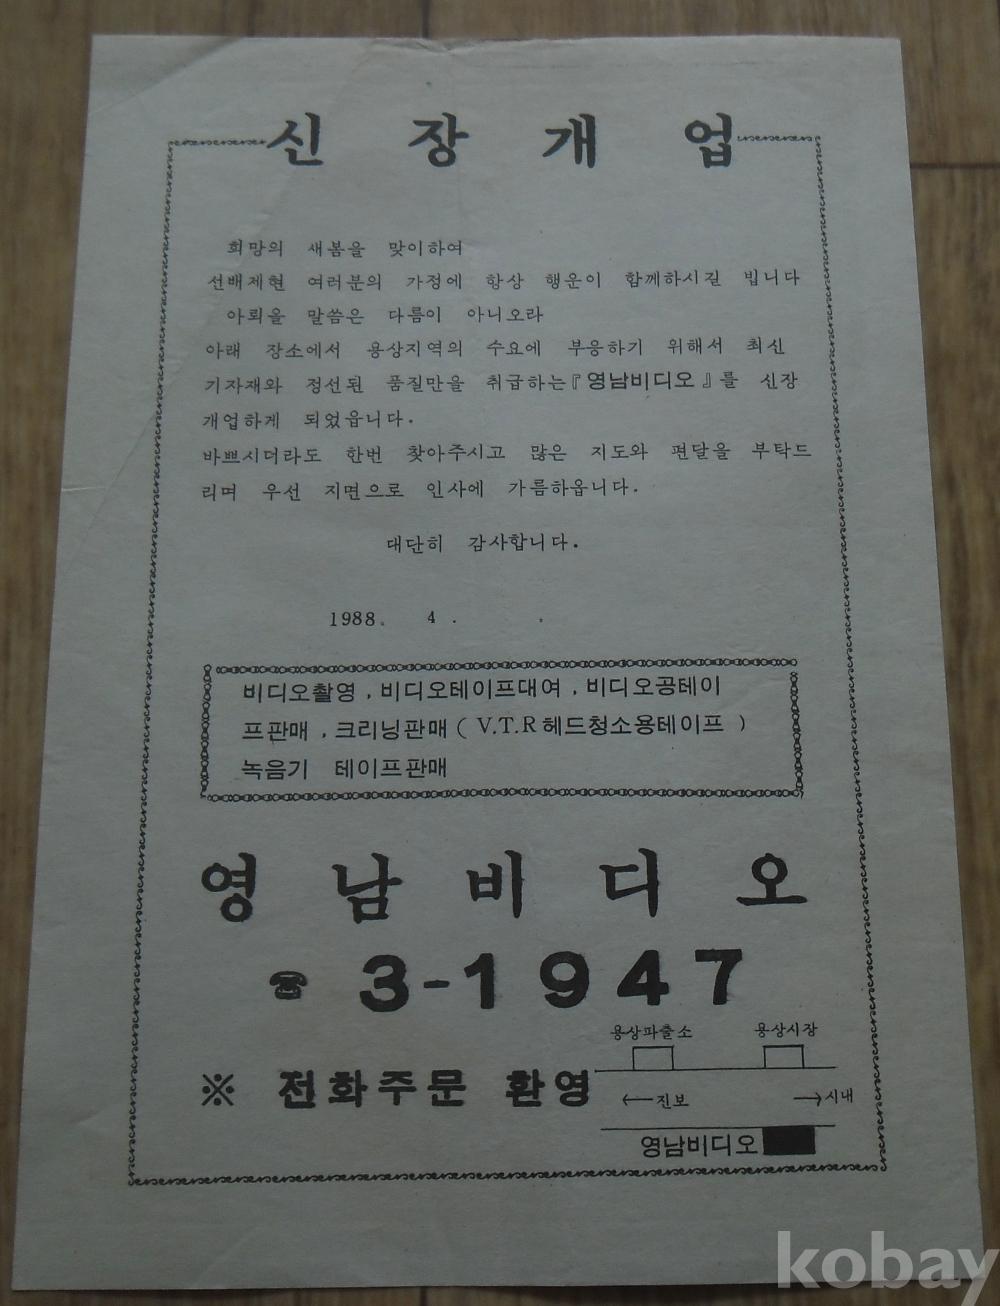 신 장 개 업
희망의 새봄을 맞이하여
선배제현 여러분의 가정에 항상 행운이 함께하시길 빕니다
아뢰올 말씀은 다름이 아니오라
아래 장소에서 용상지역의 수요에 부응하기 위해서 최신
기자재와 정선된 품질만을 취급하는『영남비디오』를 신장
개업하게 되었읍니다.
바쁘시더라도 한번 찾아주시고 많은 지도와 편달을 부탁드
리며 우선 지면으로 인사에 가름하옵니다.
대단히 감사합니다.
1988. 4 . .
비디오촬영 , 비디오테이프대여 , 비디오공테이
프판매 , 크리닝판매 ( V.T.R헤드청소용테이프 )
녹음기 테이프판매
영 남 비 디 오
☎ 3-1947
용상파출소 용상시장
※ 전화주문 환영
←진보 →시내
영남비디오
kobay